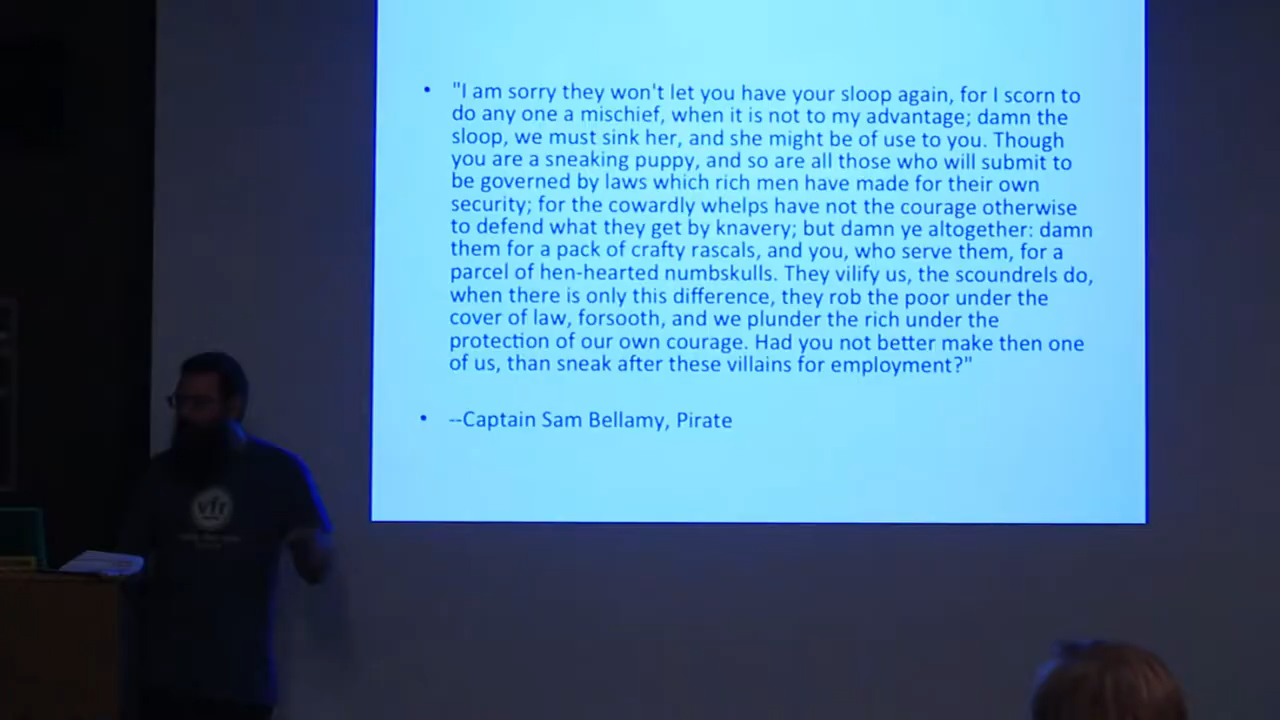 • "I am sorry they won't let you have your sloop again, for I scorn to
do any one a mischief, when it is not to my advantage; damn the
sloop, we must sink her, and she might be of use to you. Though
you are a sneaking puppy, and so are all those who will submit to
be governed by laws which rich men have made for their own
security; for the cowardly whelps have not the courage otherwise
to defend what they get by knavery; but damn ye altogether: damn
them for a pack of crafty rascals, and you, who serve them, for a
parcel of hen-hearted numbskulls. They vilify us, the scoundrels do,
when there is only this difference, they rob the poor under the
cover of law, forsooth, and we plunder the rich under the
protection of our own courage. Had you not better make then one
of us, than sneak after these villains for employment?"
• --Captain Sam Bellamy, Pirate
vfr